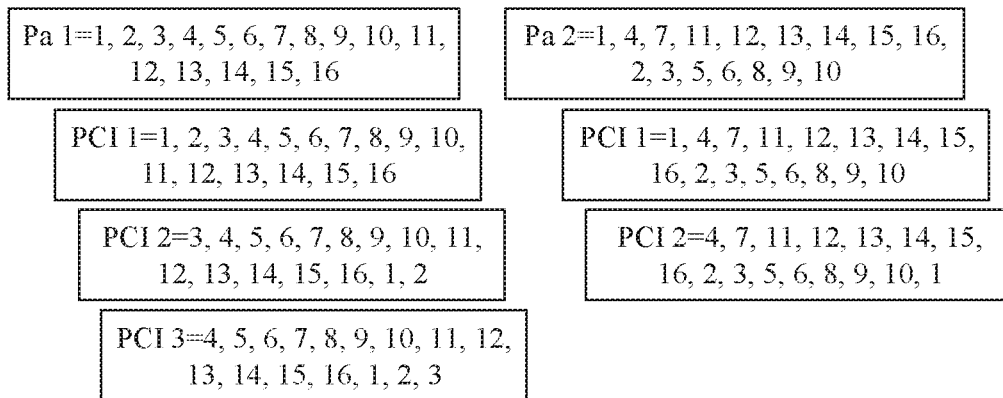 Pa 1=1, 2, 3, 4, 5, 6, 7, 8, 9, 10, 11,
12, 13, 14, 15, 16
PCI 1=1, 2, 3, 4, 5, 6, 7, 8, 9, 10,
11, 12, 13, 14, 15, 16
PCI 2=3, 4, 5, 6, 7, 8, 9, 10, 11,
12, 13, 14, 15, 16, 1, 2
PCI 3=4, 5, 6, 7, 8, 9, 10, 11, 12,
13, 14, 15, 16, 1, 2, 3
Pa 2=1, 4, 7, 11, 12, 13, 14, 15, 16,
2, 3, 5, 6, 8, 9, 10
PCI 1=1, 4, 7, 11, 12, 13, 14, 15,
16, 2, 3, 5, 6, 8, 9, 10
PCI 2=4, 7, 11, 12, 13, 14, 15,
16, 2, 3, 5, 6, 8, 9, 10, 1